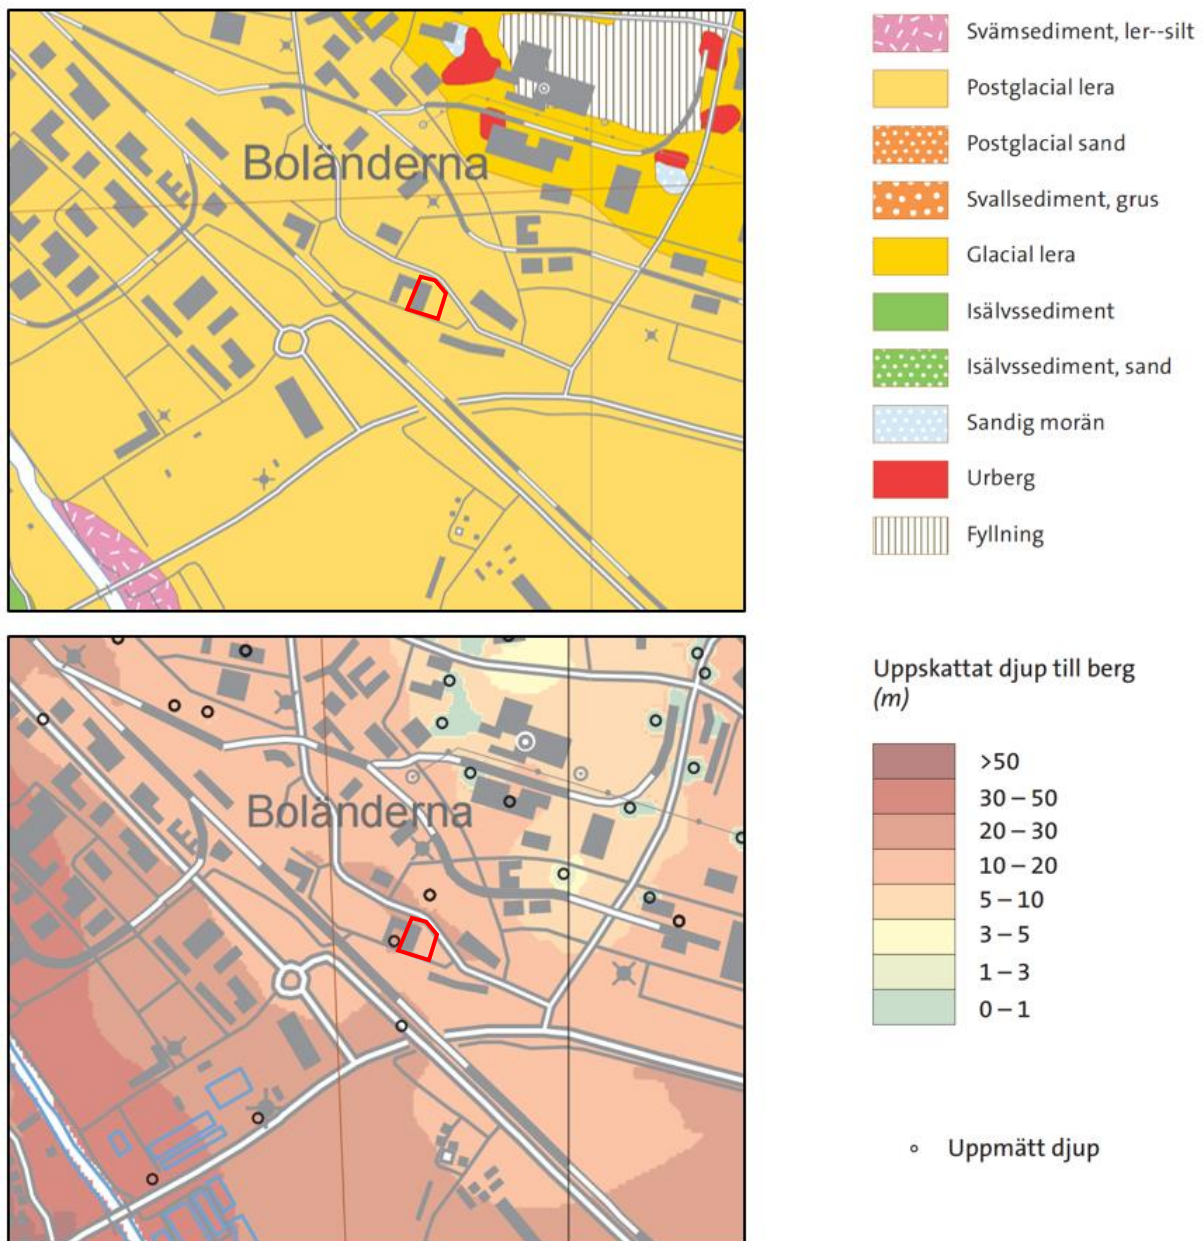 Boländerna
Svämsediment, ler--silt
Postglacial lera
Postglacial sand
Svallsediment, grus
Glacial lera
Isälvssediment
Isälvssediment, sand
Sandig morän
Urberg
Fyllning
Boländerna
Uppskattat djup till berg
(m)
>50
30 – 50
20 – 30
10 – 20
5 – 10
3 – 5
1 – 3
0 – 1
Uppmätt djup